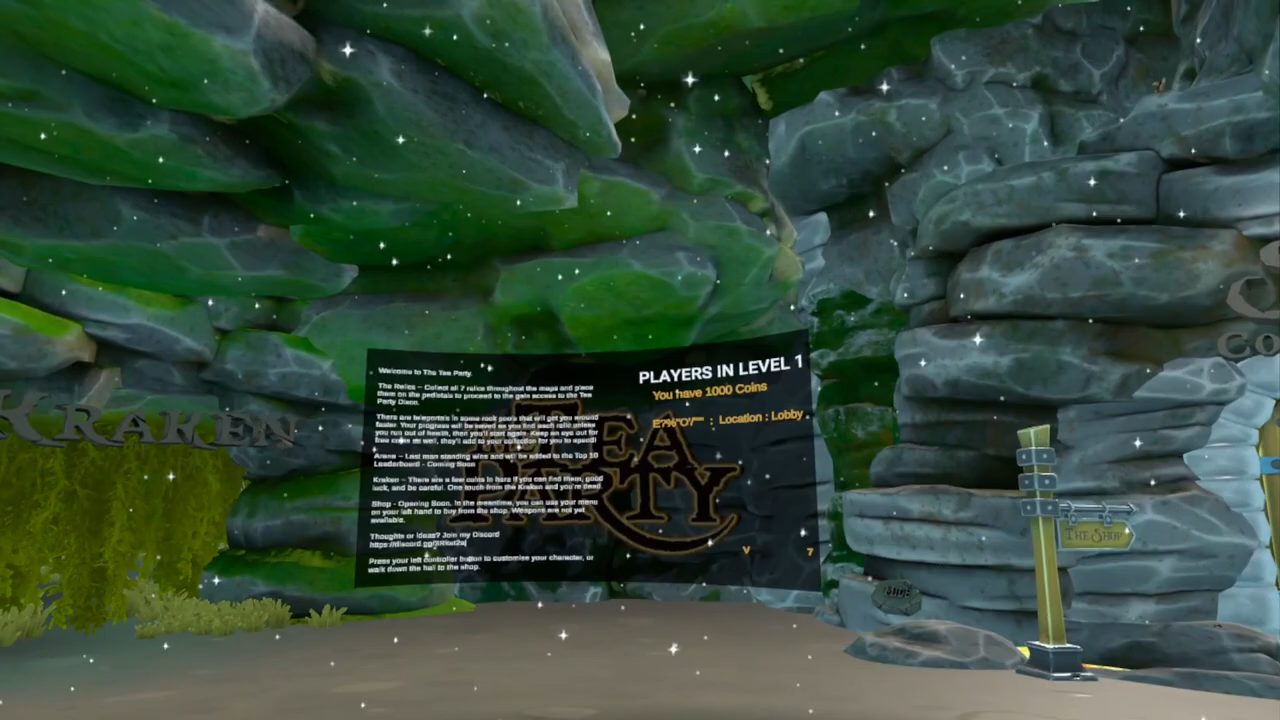 Welcome to The Tea Party.
The Relics – Collect all 7 relics throughout the maps and place
them on the pedistals to proceed to the gain access to the Tea
Party Disco.
There are teleporters in some rock pools that will get you around
faster. Your progress will be saved as you find each relic unless
you run out of health, then you'll start again. Keep an eye out for
free coins as well, they'll add to your collection for you to spend!
Arena – Last man standing wins and will be added to the Top 10
Leaderboard - Coming Soon
Kraken – There are a few coins in here if you can find them, good
luck, and be careful. One touch from the Kraken and you're dead
Shop - Opening Soon. In the meantime, you can use your menu
on your left hand to buy from the shop. Weapons are not yet
available.
Thoughts or Ideas? Join my Discord
Press your left controller button to customise your character, or
walk down the hall to the shop.
PLAYERS IN LEVEL 1
You have 1000 Coins
: Location : Lobby
TEA
PARTY
V 7
KRAKEN
THE SHOP
CO